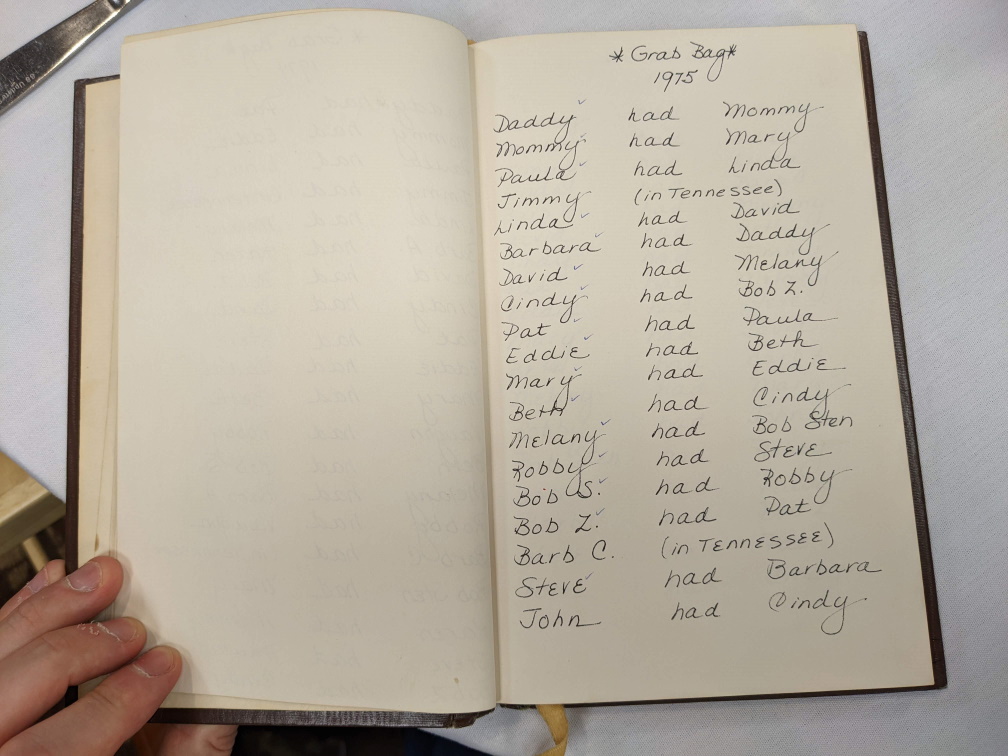 * Grab Bag *
1975
Daddy ✓ had Mommy
Mommy ✓ had Mary
Paula ✓ had Linda
Jimmy (in Tennessee)
Linda ✓ had David
Barbara ✓ had Daddy
David ✓ had Melany
Cindy ✓ had Bob Z.
Pat ✓ had Paula
Eddie ✓ had Beth
Mary ✓ had Eddie
Beth ✓ had Cindy
Melany ✓ had Bob Sten
Robby ✓ had Steve
Bob S. ✓ had Robby
Bob Z. ✓ had Pat
Barb C. (in Tennessee)
Steve ✓ had Barbara
John had Cindy